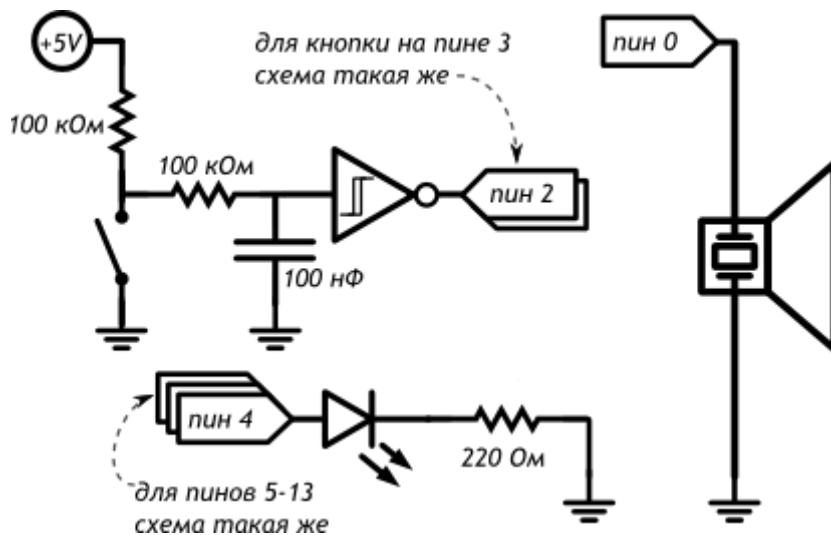 +5V
для кнопки на пине 3
схема такая же
пин 0
100 кОм
100 кОм
пин 2
100 нФ
пин 4
220 Ом
для пинов 5-13
схема такая же